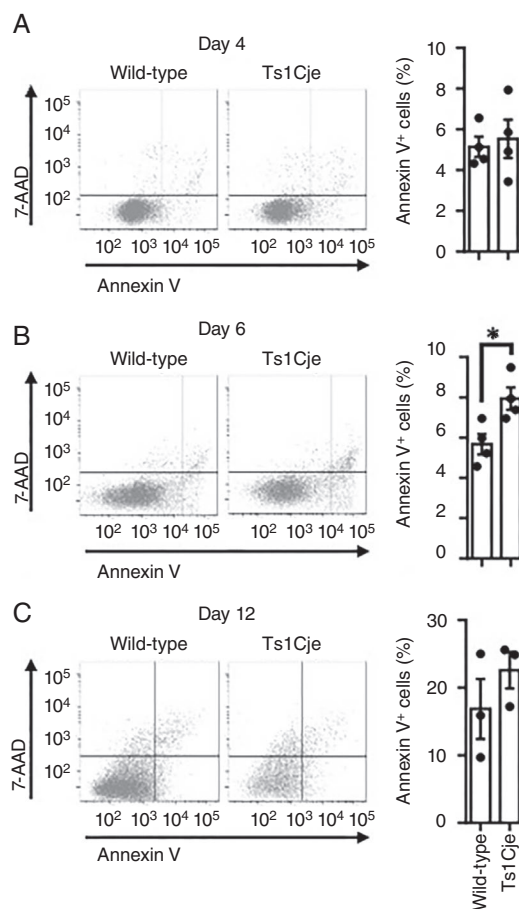 A
Day 4
Wild-type Ts1Cje
7-AAD
10⁵
10⁴
10³
10²
10² 10³ 10⁴ 10⁵ 10² 10³ 10⁴ 10⁵
Annexin V
Annexin V⁺ cells (%)
10
8
6
4
2
0
B
Day 6
Wild-type Ts1Cje
7-AAD
10⁵
10⁴
10³
10²
10² 10³ 10⁴ 10⁵ 10² 10³ 10⁴ 10⁵
Annexin V
*
Annexin V⁺ cells (%)
10
8
6
4
2
0
C
Day 12
Wild-type Ts1Cje
7-AAD
10⁵
10⁴
10³
10²
10² 10³ 10⁴ 10⁵ 10² 10³ 10⁴ 10⁵
Annexin V
Annexin V⁺ cells (%)
30
20
10
0
Wild-type
Ts1Cje